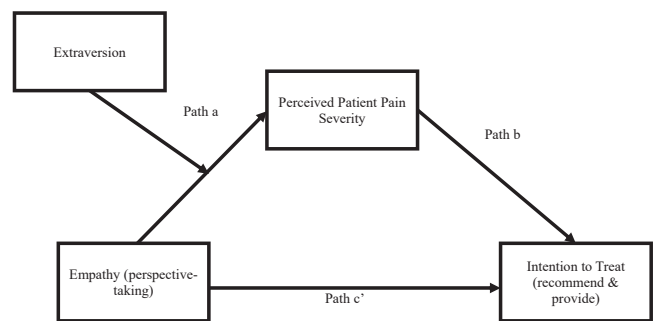 Extraversion
Path a
Perceived Patient Pain
Severity
Path b
Empathy (perspective-
taking)
Path c’
Intention to Treat
(recommend &
provide)